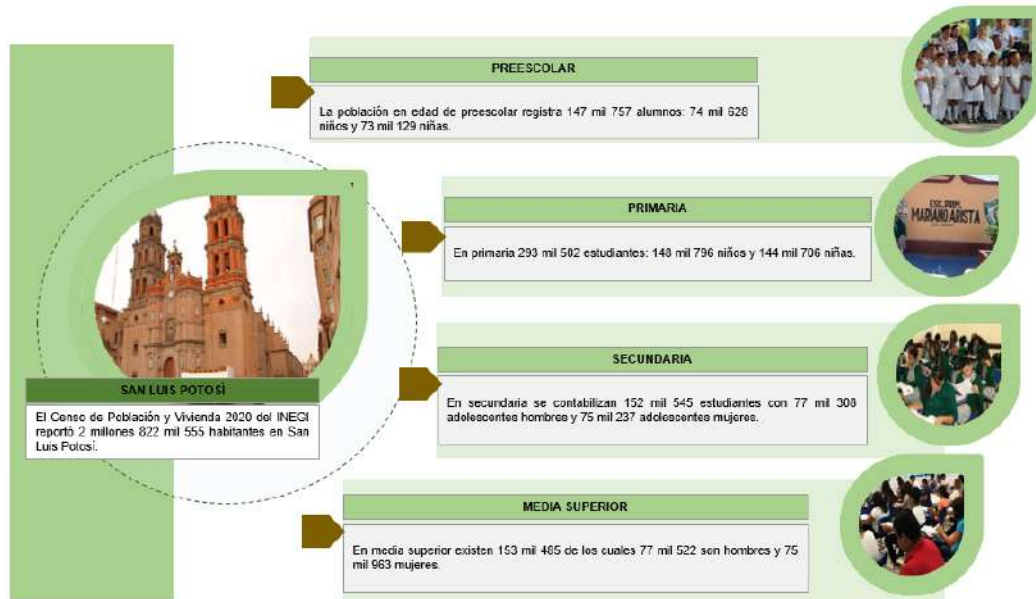 PREESCOLAR
La población en edad de preescolar registra 147 mil 757 alumnos: 74 mil 628
niños y 73 mil 129 niñas.
PRIMARIA
ESC. PRIM.
MARIANO ARISTA
En primaria 293 mil 502 estudiantes: 148 mil 796 niños y 144 mil 706 niñas.
SECUNDARIA
En secundaria se contabilizan 152 mil 545 estudiantes con 77 mil 308
adolescentes hombres y 75 mil 237 adolescentes mujeres.
SAN LUIS POTOSÌ
El Censo de Población y Vivienda 2020 del INEGI
reportó 2 millones 822 mil 555 habitantes en San
Luis Potosí.
MEDIA SUPERIOR
En media superior existen 153 mil 485 de los cuales 77 mil 522 son hombres y 75
mil 963 mujeres.